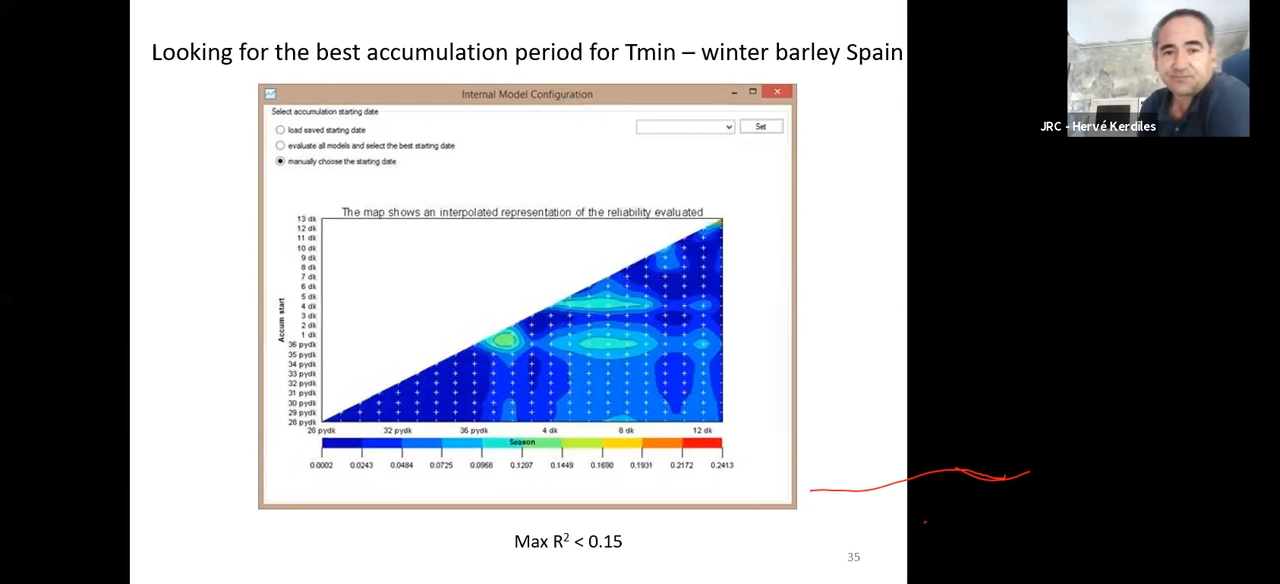 Looking for the best accumulation period for Tmin – winter barley Spain
JRC - Hervé Kerdiles
Internal Model Configuration
Select accumulation starting date
load saved starting date
evaluate all models and select the best starting date
manually choose the starting date
Set
The map shows an interpolated representation of the reliability evaluated
Accum start
13 dk
12 dk
11 dk
10 dk
9 dk
8 dk
7 dk
6 dk
5 dk
4 dk
3 dk
2 dk
1 dk
36 pydk
35 pydk
34 pydk
33 pydk
32 pydk
31 pydk
30 pydk
29 pydk
28 pydk
28 pydk 32 pydk 36 pydk 4 dk 8 dk 12 dk
Season
0.0002 0.0243 0.0484 0.0725 0.0966 0.1207 0.1449 0.1690 0.1931 0.2172 0.2413
Max R² < 0.15
35